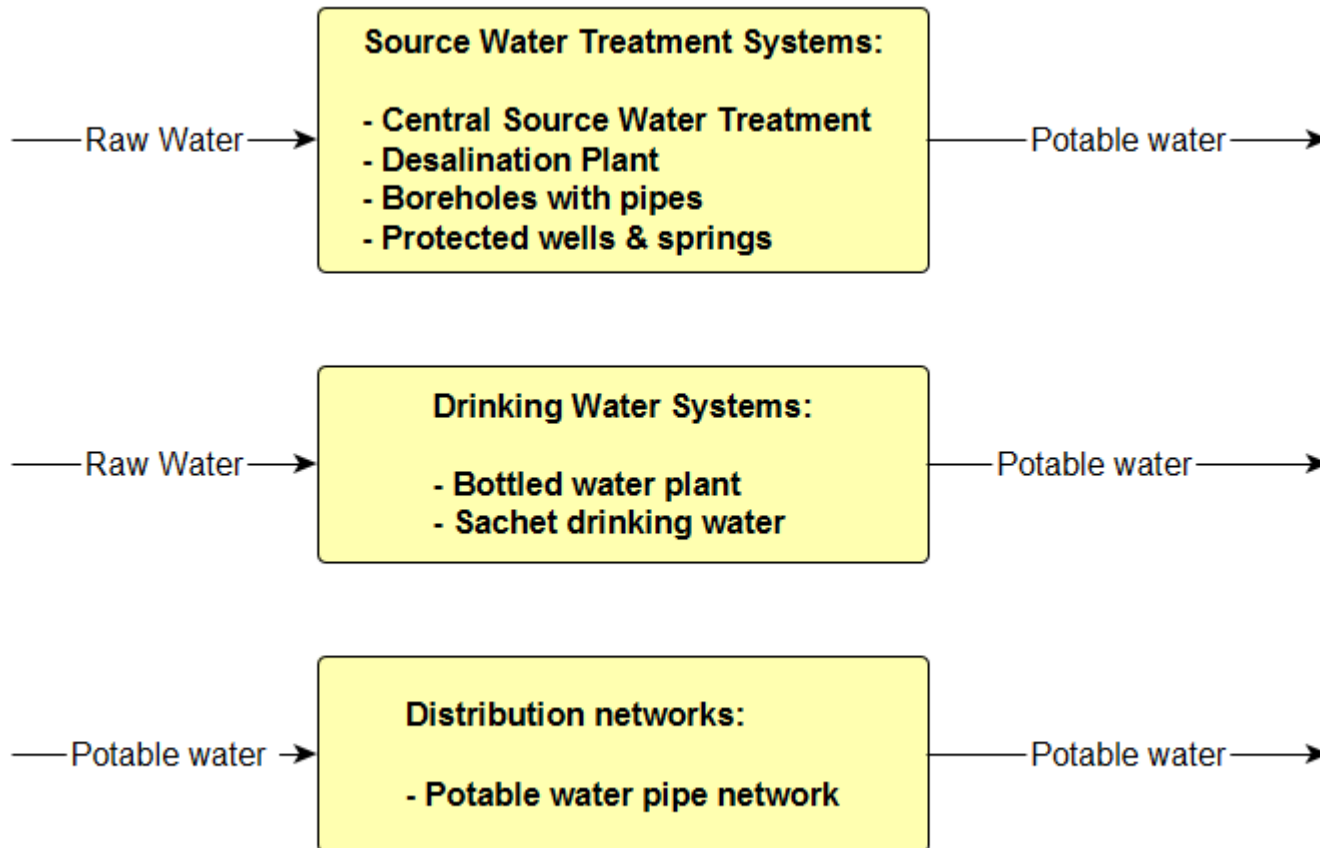 Source Water Treatment Systems:
- Central Source Water Treatment
- Desalination Plant
- Boreholes with pipes
- Protected wells & springs
Raw Water
Potable water
Drinking Water Systems:
- Bottled water plant
- Sachet drinking water
Raw Water
Potable water
Distribution networks:
- Potable water pipe network
Potable water
Potable water